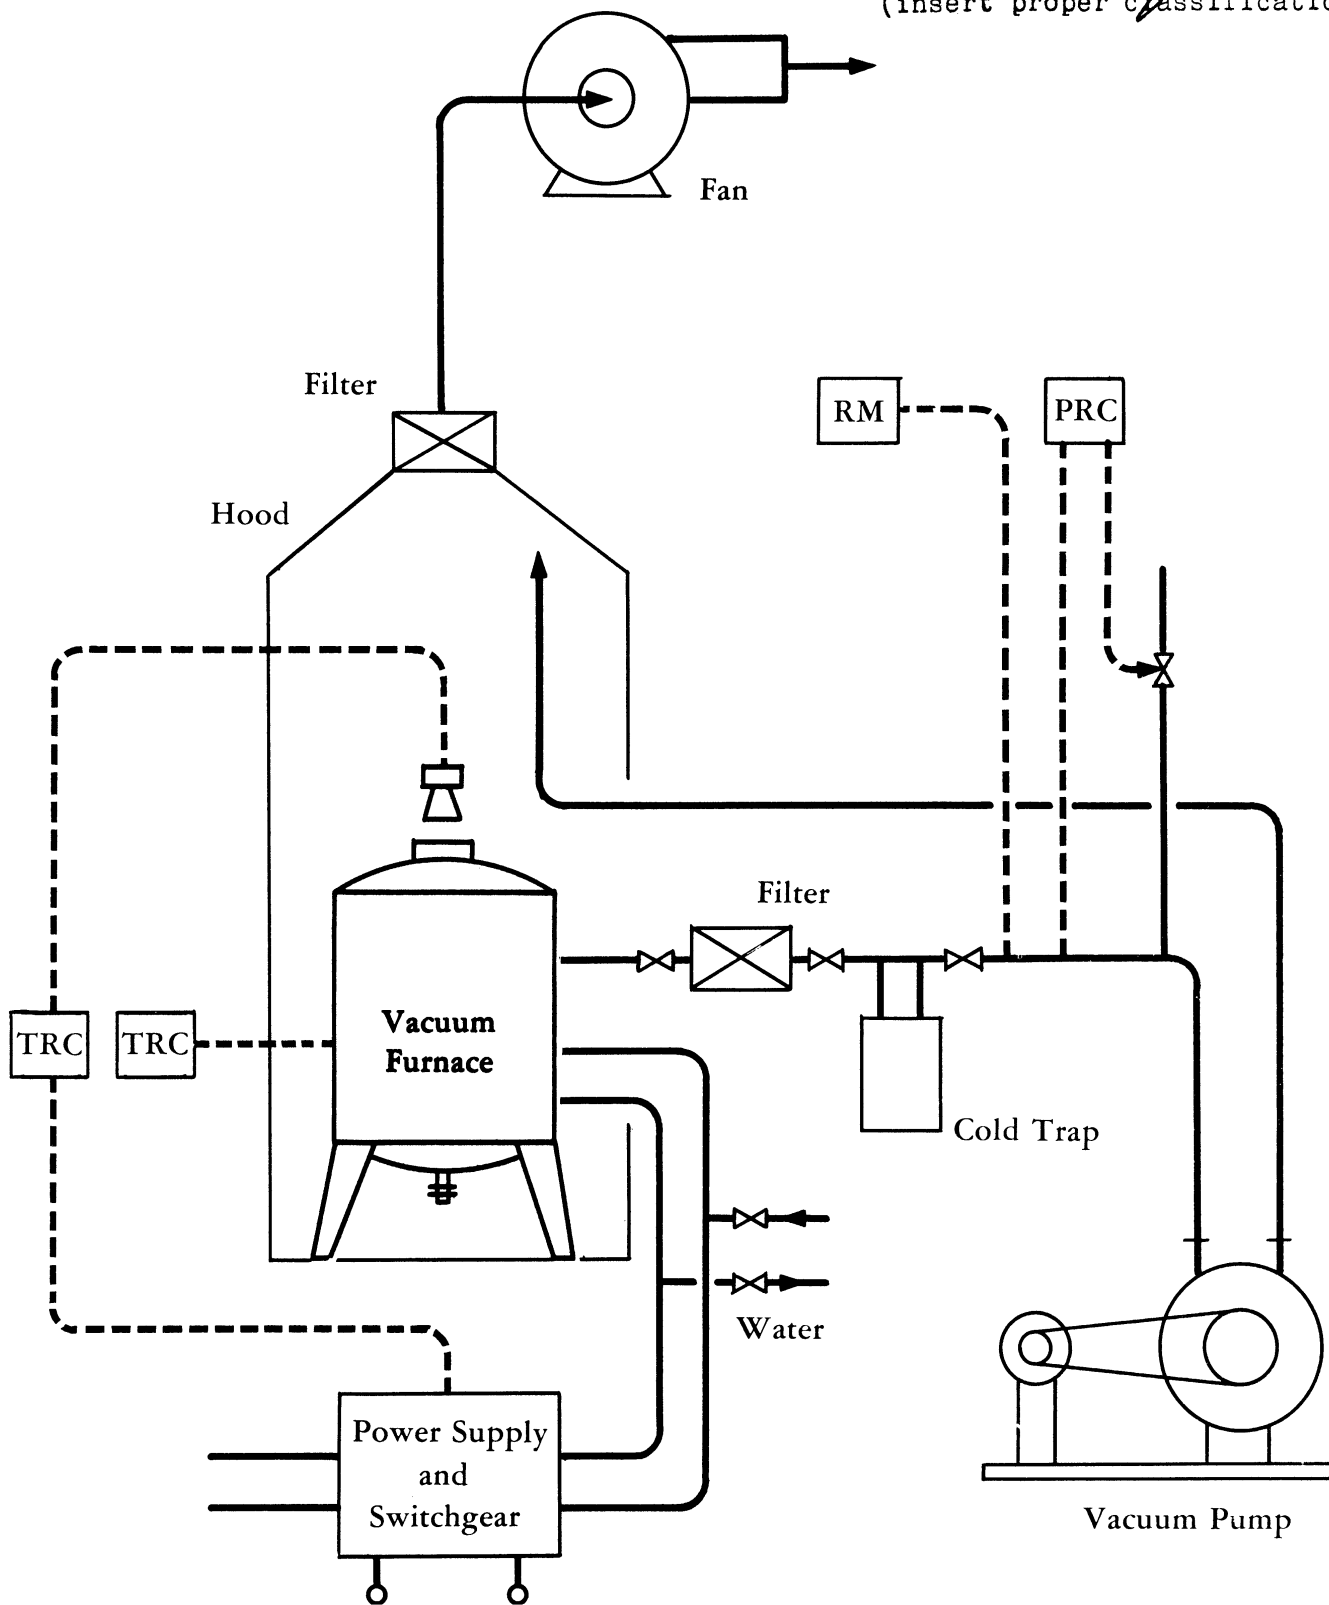 (insert proper classificatio
Fan
Filter
RM
PRC
Hood
Filter
Vacuum
Furnace
TRC
TRC
Cold Trap
Water
Power Supply
and
Switchgear
Vacuum Pump